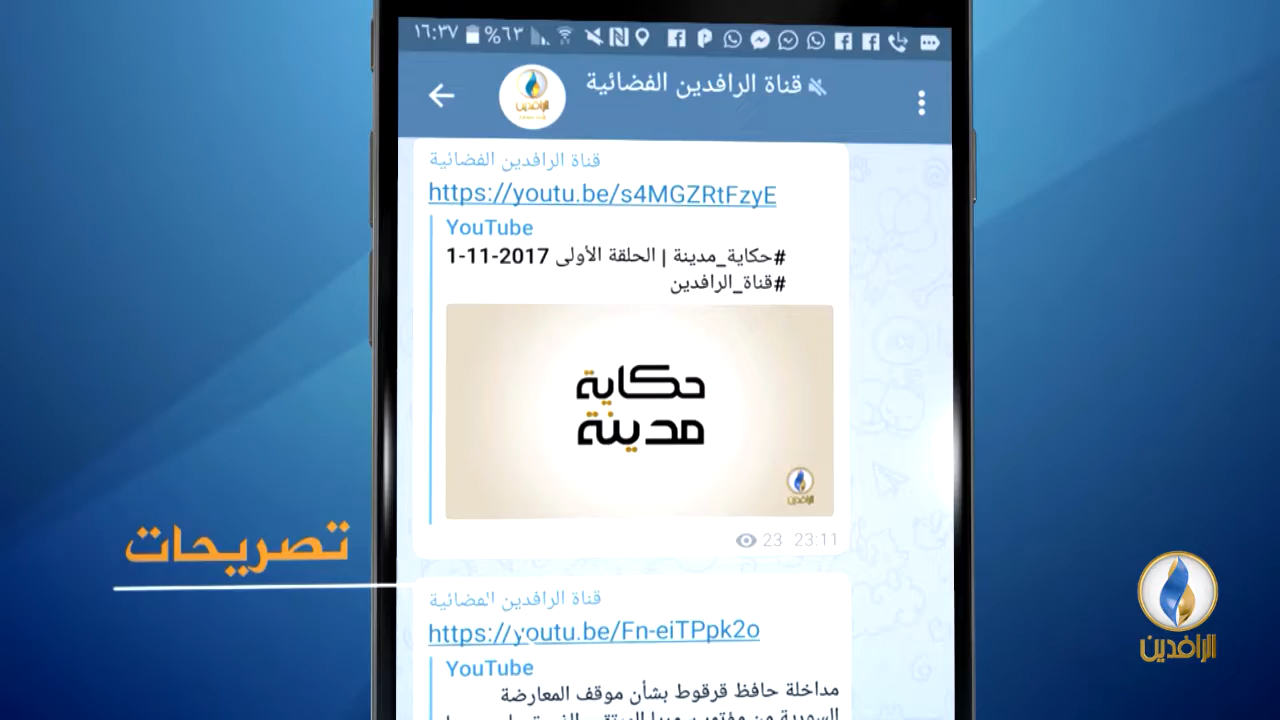 ١٦:٣٧ %٦٣
قناة الرافدين الفضائية
قناة الرافدين الفضائية
https://youtu.be/s4MGZRtFzyE
YouTube
#حكاية_مدينة | الحلقة الأولى 2017-11-1
#قناة_الرافدين
حكاية
مدينة
الرافدين
23 23:11
تصريحات
قناة الرافدين الفضائية
https://youtu.be/Fn-eiTPpk2o
YouTube
مداخلة حافظ قرقوط بشأن موقف المعارضة
الرافدين